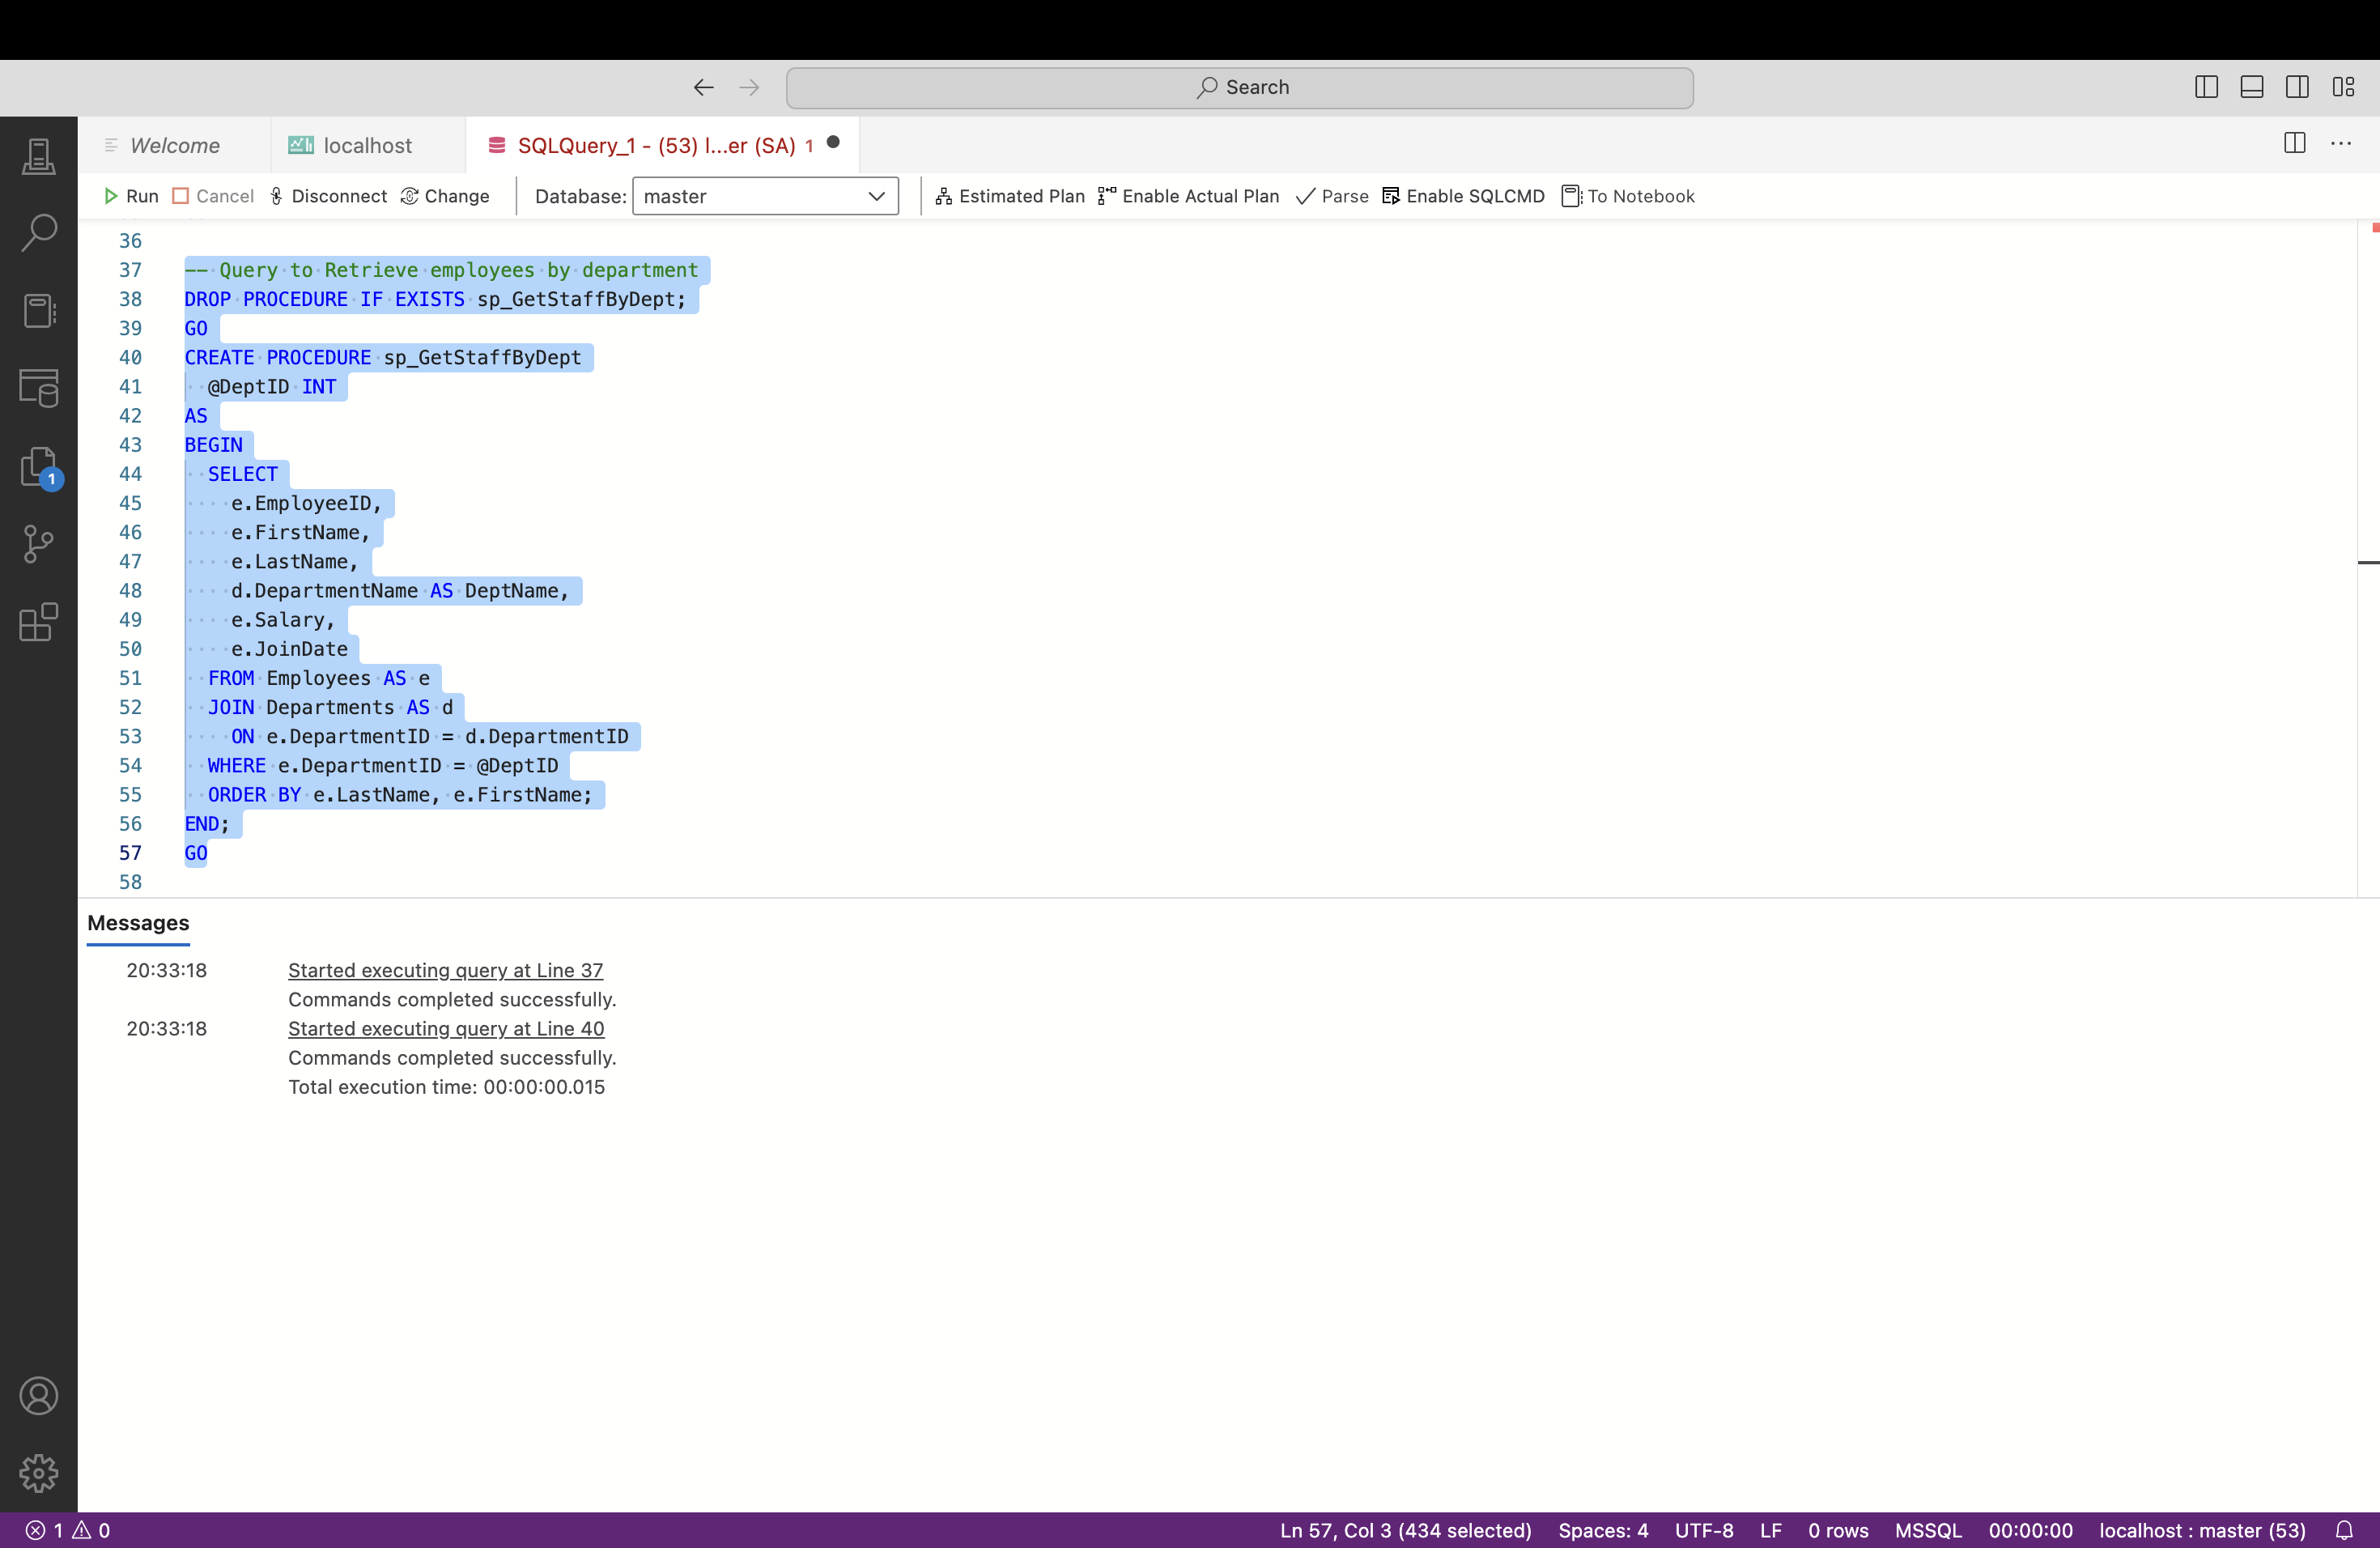 Search
Welcome
localhost
SQLQuery_1 - (53) l...er (SA) 1
Run Cancel Disconnect Change Database: master Estimated Plan Enable Actual Plan Parse Enable SQLCMD To Notebook
36
37 -- Query to Retrieve employees by department
38 DROP PROCEDURE IF EXISTS sp_GetStaffByDept;
39 GO
40 CREATE PROCEDURE sp_GetStaffByDept
41 @DeptID INT
42 AS
43 BEGIN
44 SELECT
45 e.EmployeeID,
46 e.FirstName,
47 e.LastName,
48 d.DepartmentName AS DeptName,
49 e.Salary,
50 e.JoinDate
51 FROM Employees AS e
52 JOIN Departments AS d
53 ON e.DepartmentID = d.DepartmentID
54 WHERE e.DepartmentID = @DeptID
55 ORDER BY e.LastName, e.FirstName;
56 END;
57 GO
58
1
Messages
20:33:18 Started executing query at Line 37
Commands completed successfully.
20:33:18 Started executing query at Line 40
Commands completed successfully.
Total execution time: 00:00:00.015
1 0 Ln 57, Col 3 (434 selected) Spaces: 4 UTF-8 LF 0 rows MSSQL 00:00:00 localhost : master (53)